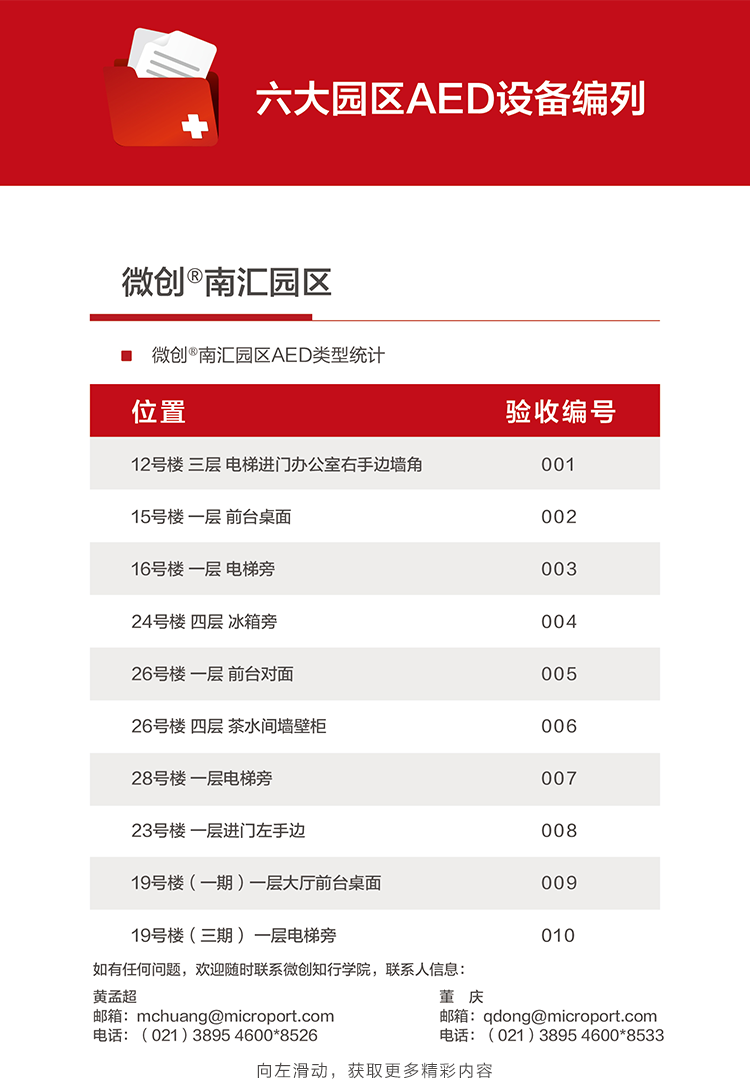 六大园区AED设备编列
微创®南汇园区
微创®南汇园区AED类型统计
位置 验收编号
12号楼 三层 电梯进门办公室右手边墙角 001
15号楼 一层 前台桌面 002
16号楼 一层 电梯旁 003
24号楼 四层 冰箱旁 004
26号楼 一层 前台对面 005
26号楼 四层 茶水间墙壁柜 006
28号楼 一层电梯旁 007
23号楼 一层进门左手边 008
19号楼（一期）一层大厅前台桌面 009
19号楼（三期）一层电梯旁 010
如有任何问题，欢迎随时联系微创知行学院，联系人信息：
黄孟超 董 庆
邮箱：mchuang@microport.com 邮箱：qdong@microport.com
电话：（021）3895 4600*8526 电话：（021）3895 4600*8533
向左滑动，获取更多精彩内容